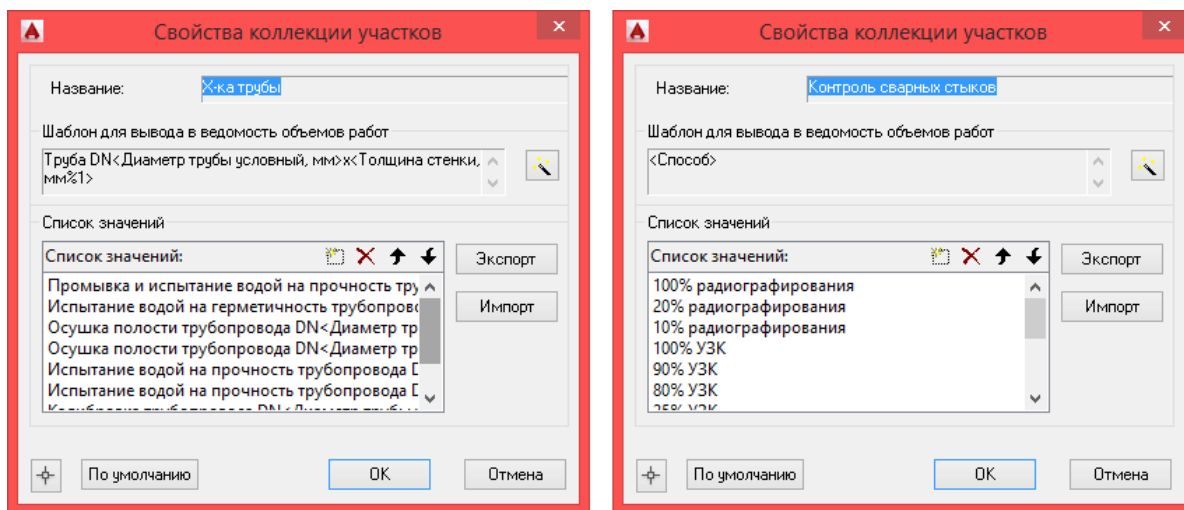 Свойства коллекции участков
Название:
Х-ка трубы
Шаблон для вывода в ведомость объемов работ
Труба DN<Диаметр трубы условный, мм>x<Толщина стенки,
мм%1>
Список значений
Список значений:
Промывка и испытание водой на прочность тру
Испытание водой на герметичность трубопрово
Осушка полости трубопровода DN<Диаметр тр
Осушка полости трубопровода DN<Диаметр тр
Испытание водой на прочность трубопровода D
Испытание водой на прочность трубопровода D
Экспорт
Импорт
По умолчанию
OK
Отмена
Свойства коллекции участков
Название:
Контроль сварных стыков
Шаблон для вывода в ведомость объемов работ
<Способ>
Список значений
Список значений:
100% радиографирования
20% радиографирования
10% радиографирования
100% УЗК
90% УЗК
80% УЗК
25% УЗК
Экспорт
Импорт
По умолчанию
OK
Отмена